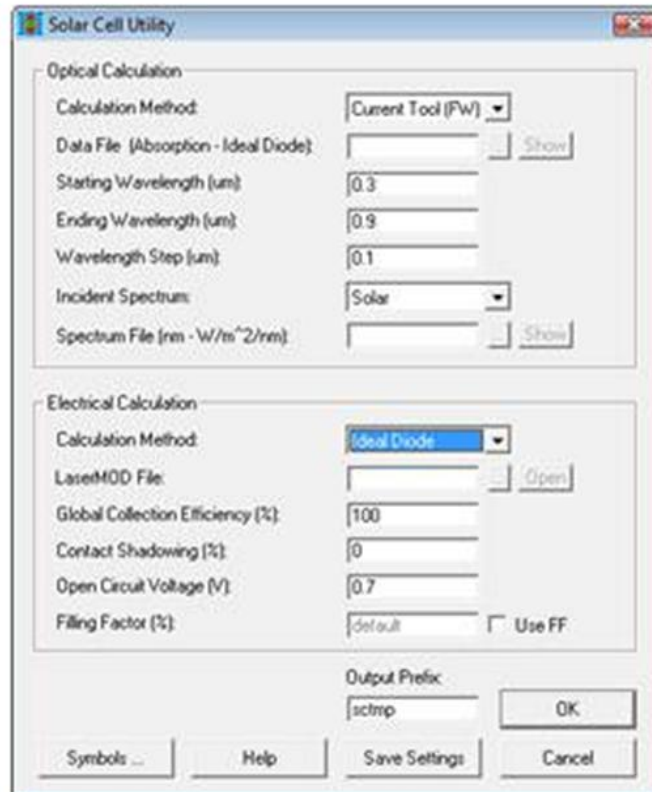 Solar Cell Utility
Optical Calculation
Calculation Method: Current Tool (FW)
Data File (Absorption - Ideal Diode): ... Show
Starting Wavelength (um): 0.3
Ending Wavelength (um): 0.9
Wavelength Step (um): 0.1
Incident Spectrum: Solar
Spectrum File (nm - W/m^2/nm): ... Show
Electrical Calculation
Calculation Method: Ideal Diode
LaserMOD File: ... Open
Global Collection Efficiency (%): 100
Contact Shadowing (%): 0
Open Circuit Voltage (V): 0.7
Filling Factor (%): default Use FF
Output Prefix:
sctmp OK
Symbols ... Help Save Settings Cancel